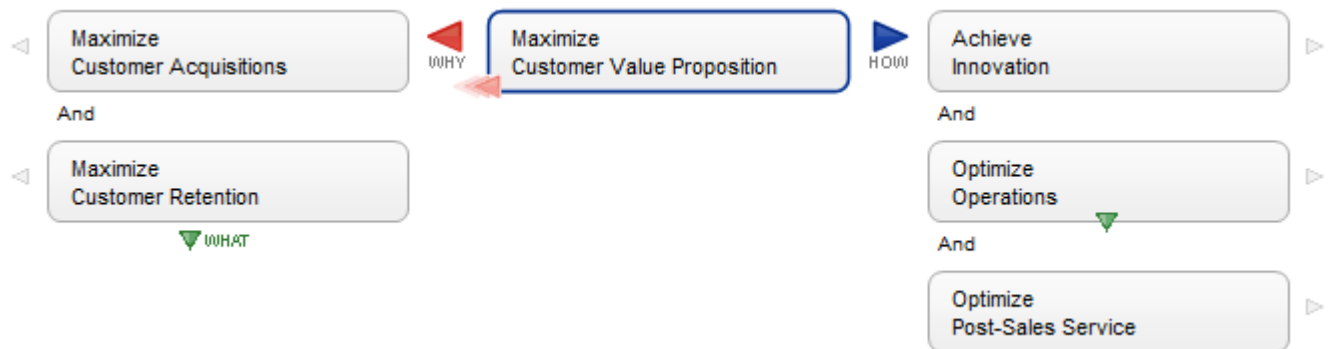 Maximize
Customer Acquisitions
WHY
Maximize
Customer Value Proposition
HOW
Achieve
Innovation
And
And
Maximize
Customer Retention
Optimize
Operations
WHAT
And
Optimize
Post-Sales Service